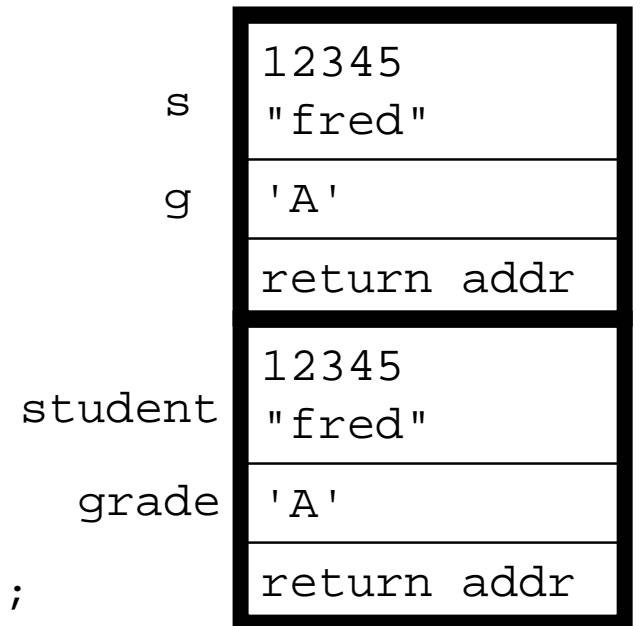 12345
s "fred"
g 'A'
return addr
12345
student "fred"
grade 'A'
; return addr